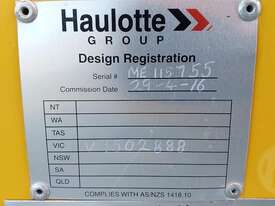 Haulotte
GROUP
Design Registration
Serial # ME 115755
Commission Date 29-4-16
NT
WA
TAS
VIC
NSW
SA
QLD
COMPLIES WITH AS/NZS 1418.10